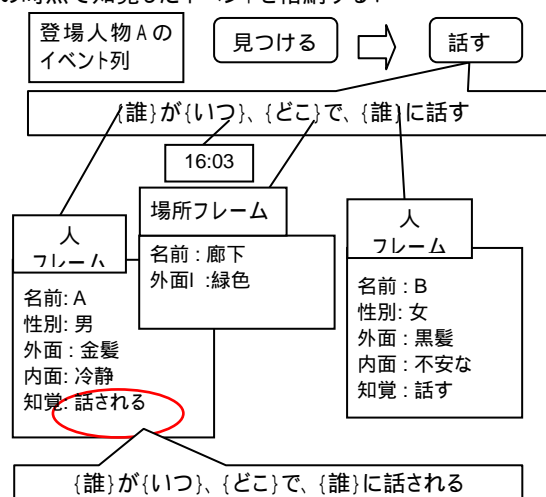 の時点で知覚したイベントを格納する.
登場人物Aの
イベント列
見つける
話す
{誰}が{いつ}、{どこ}で、{誰}に話す
16:03
場所フレーム
名前：廊下
外面l :緑色
人
フレーム
名前: A
性別: 男
外面：金髪
内面: 冷静
知覚: 話される
人
フレーム
名前：B
性別: 女
外面：黒髪
内面：不安な
知覚：話す
{誰}が{いつ}、{どこ}で、{誰}に話される